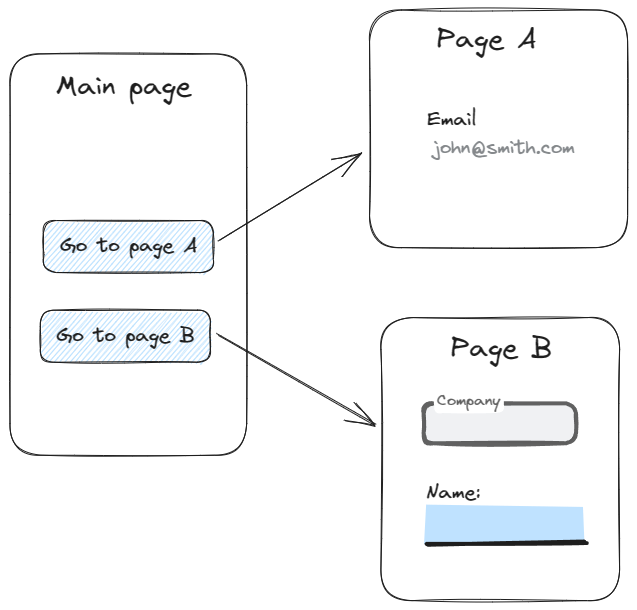 Main page
Go to page A
Go to page B
Page A
Email
john@smith.com
Page B
Company
Name: